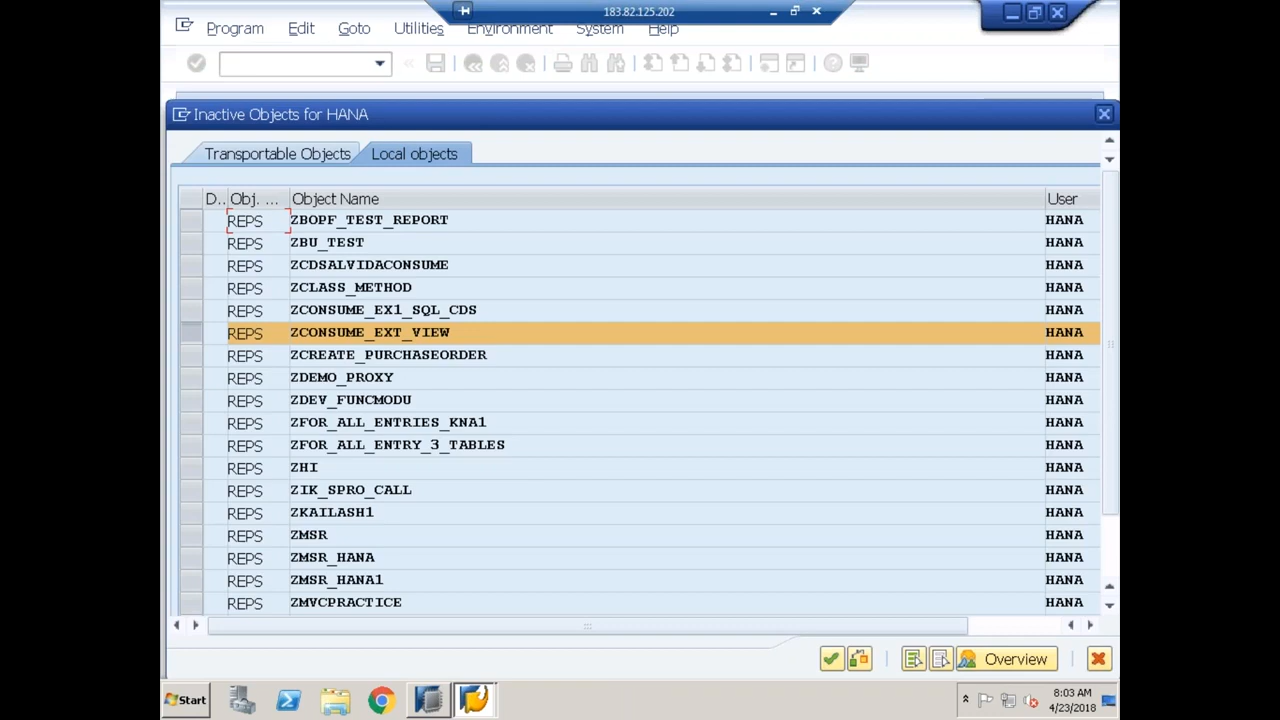 183.82.125.202
Program Edit Goto Utilities Environment System Help
Inactive Objects for HANA
Transportable Objects Local objects
D.. Obj. ... Object Name User
REPS ZBOPF_TEST_REPORT HANA
REPS ZBU_TEST HANA
REPS ZCDSALVIDACONSUME HANA
REPS ZCLASS_METHOD HANA
REPS ZCONSUME_EX1_SQL_CDS HANA
REPS ZCONSUME_EXT_VIEW HANA
REPS ZCREATE_PURCHASEORDER HANA
REPS ZDEMO_PROXY HANA
REPS ZDEV_FUNCMODU HANA
REPS ZFOR_ALL_ENTRIES_KNA1 HANA
REPS ZFOR_ALL_ENTRY_3_TABLES HANA
REPS ZHI HANA
REPS ZIK_SPRO_CALL HANA
REPS ZKAILASH1 HANA
REPS ZMSR HANA
REPS ZMSR_HANA HANA
REPS ZMSR_HANA1 HANA
REPS ZMVCPRACTICE HANA
Overview
Start
8:03 AM
4/23/2018